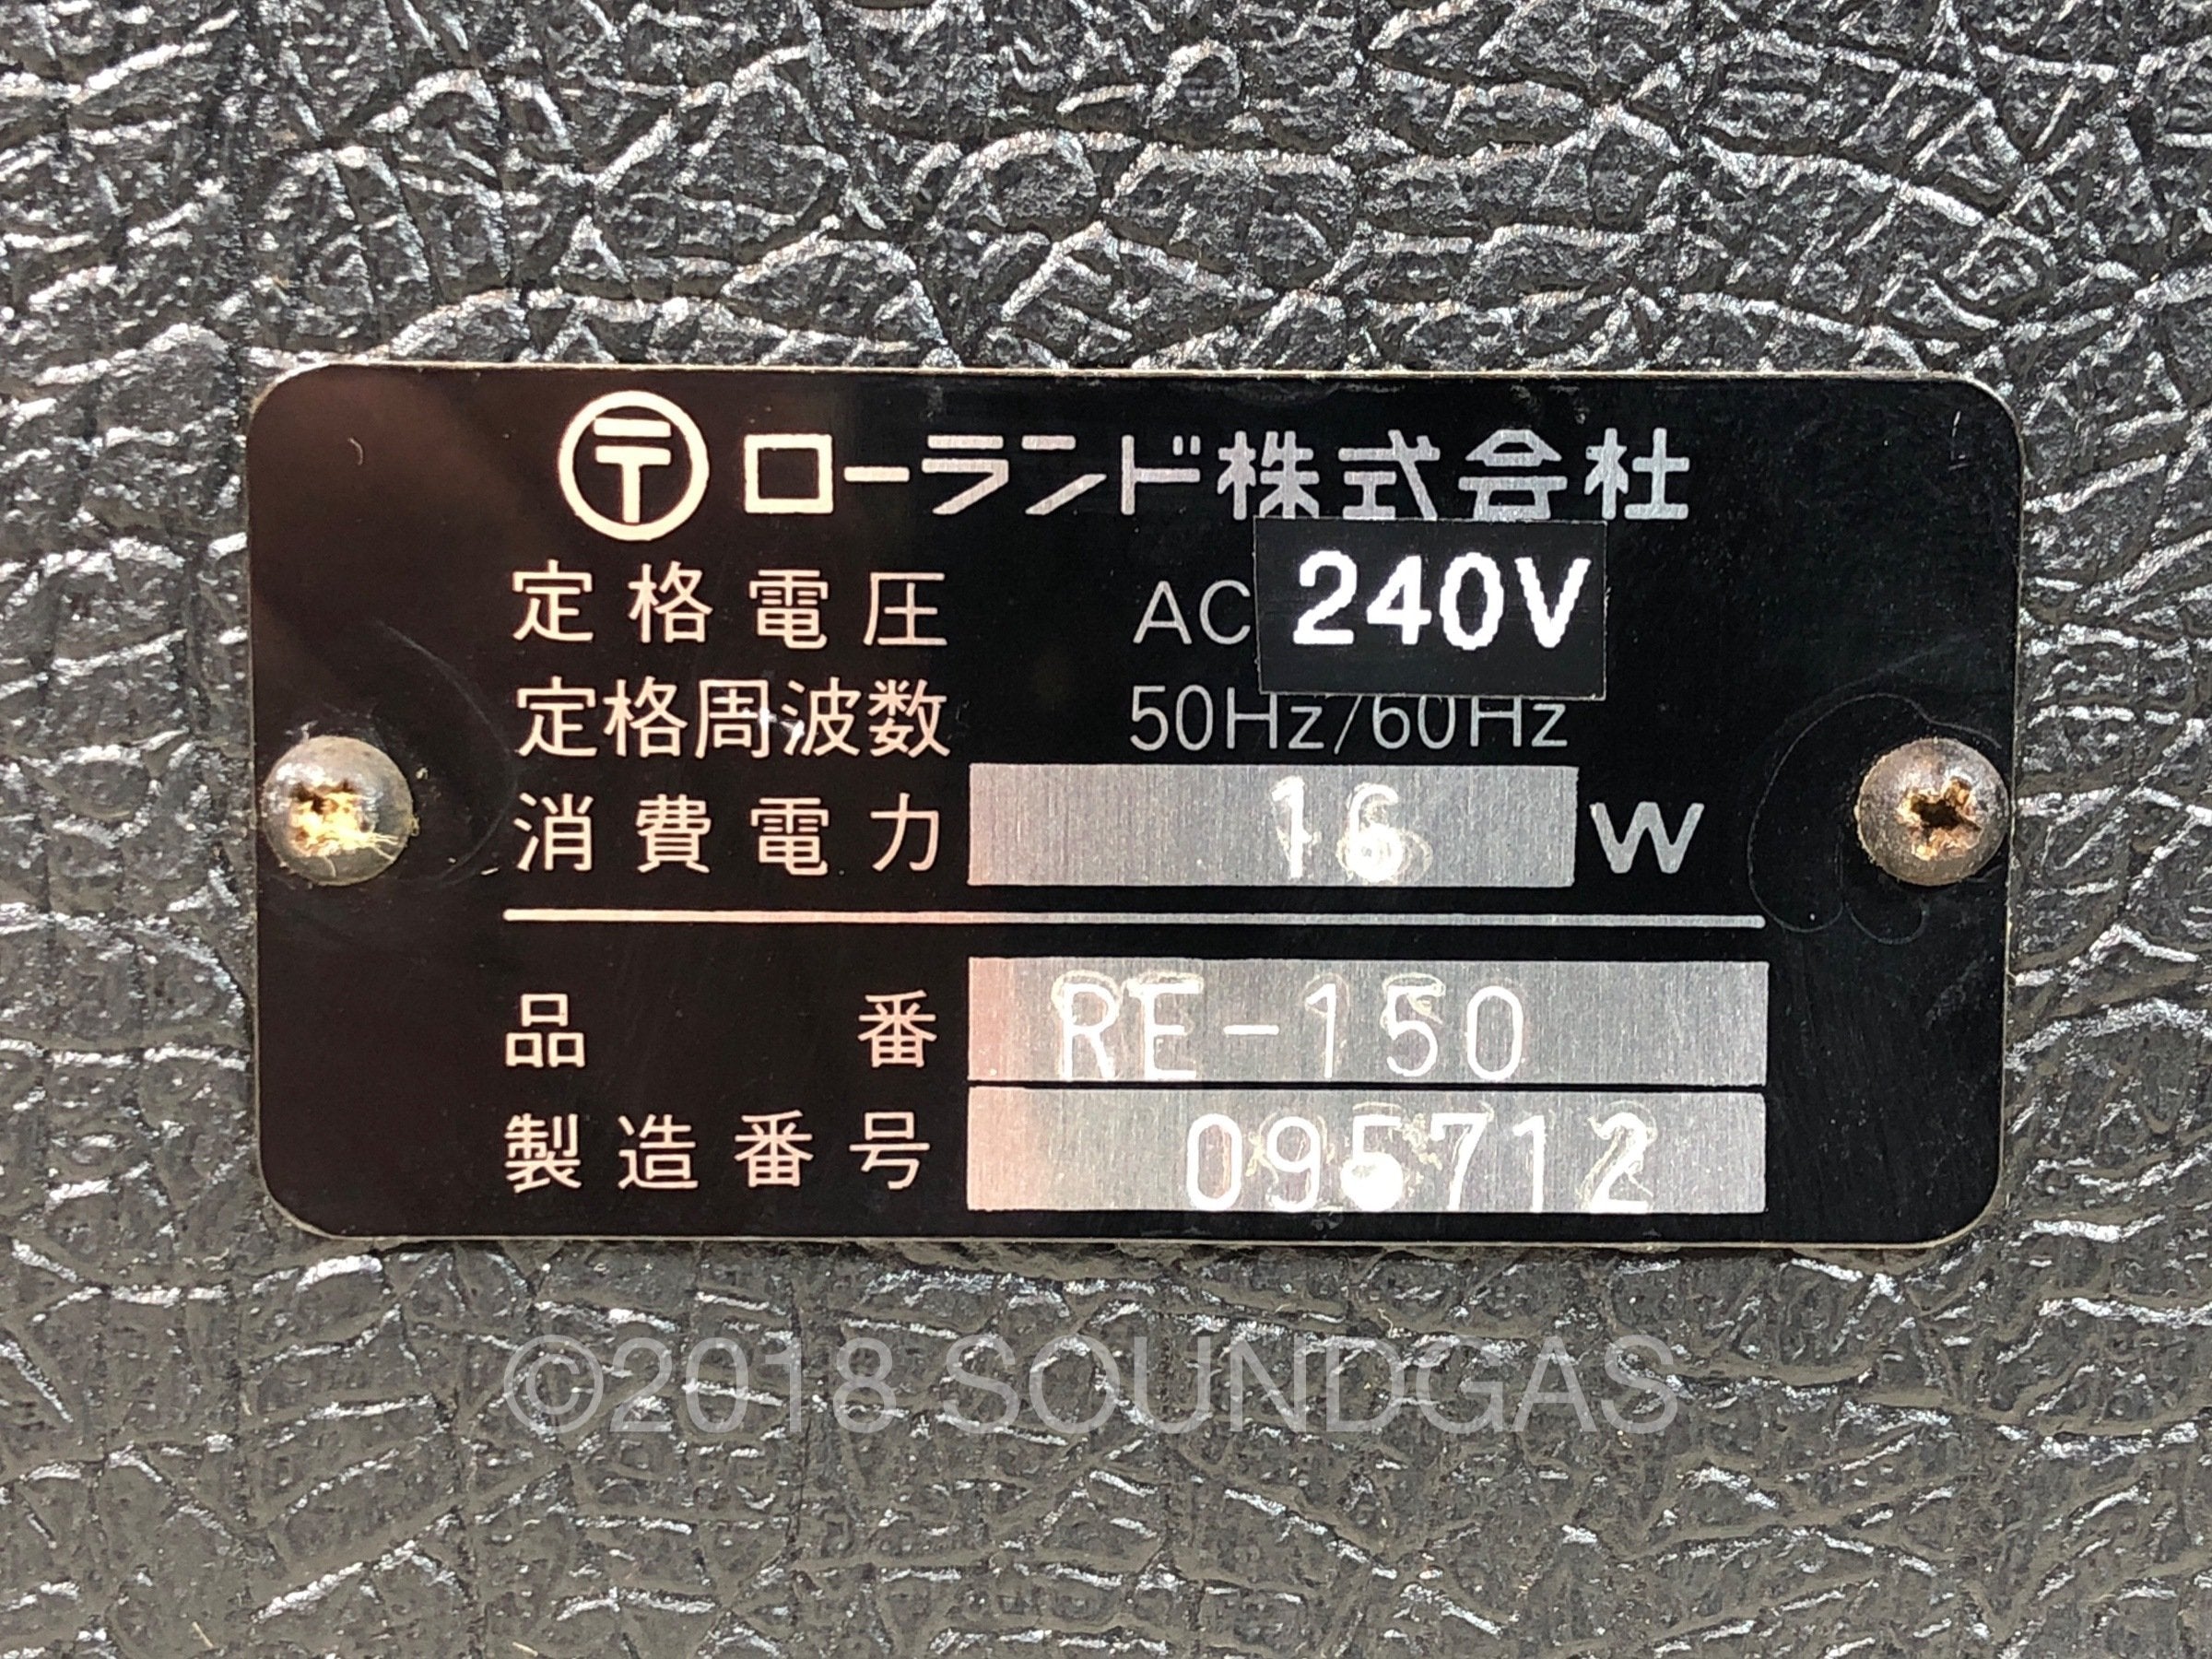 〒 ローランド株式会社
定格電圧 AC 240V
定格周波数 50Hz/60Hz
消費電力 16 W
品番 RE-150
製造番号 095712
©2018 SOUNDGAS